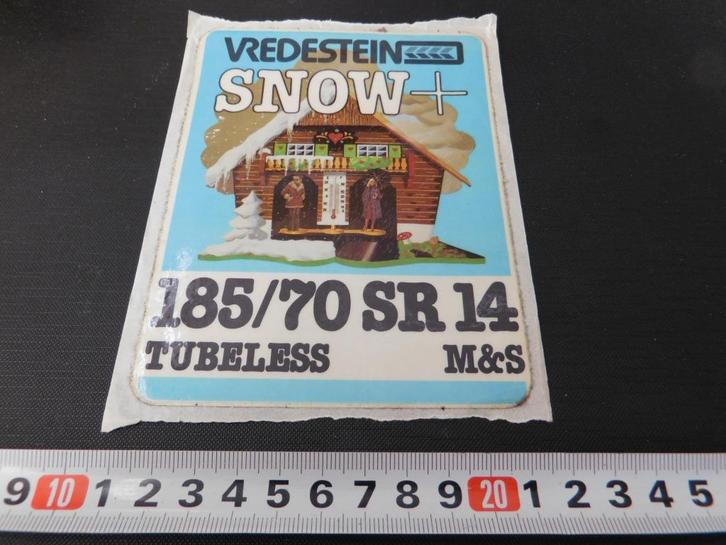 VREDESTEIN
SNOW+
185/70 SR 14
TUBELESS M&S
9 10 1 2 3 4 5 6 7 8 9 20 1 2 3 4 5